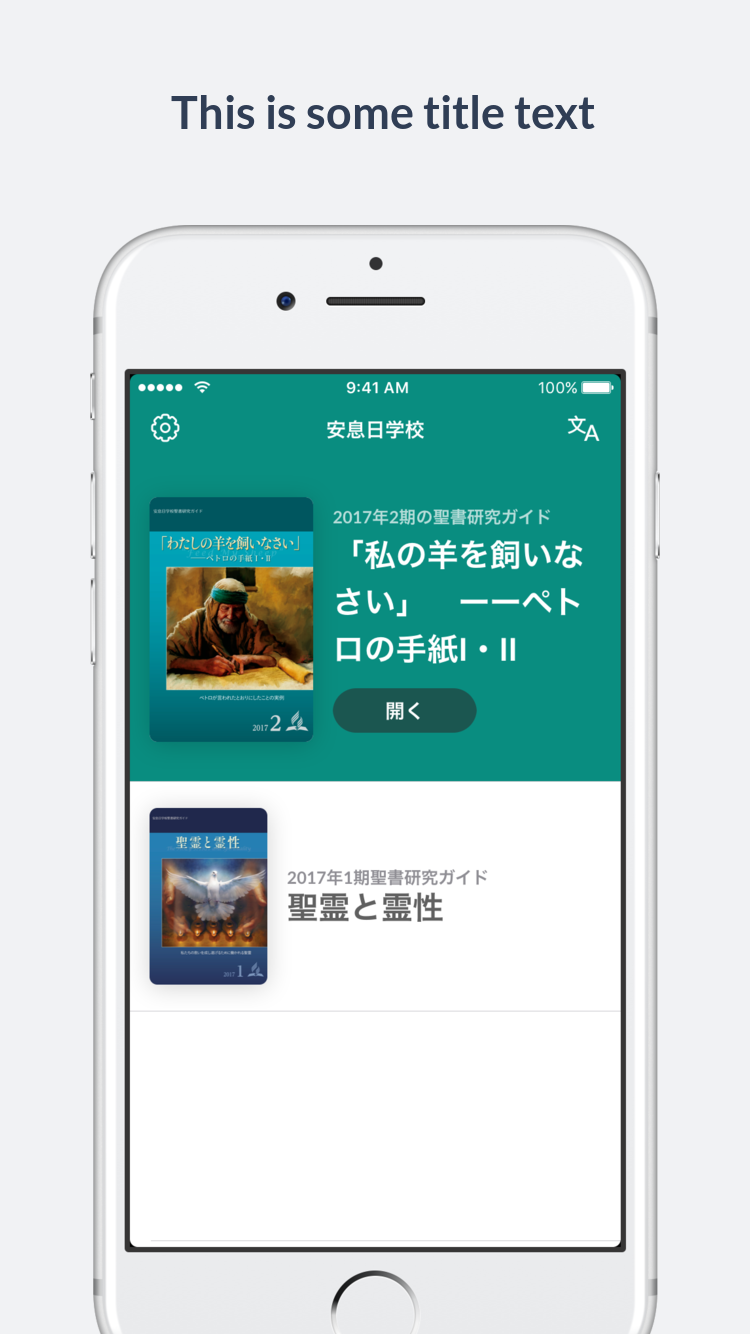 This is some title text
9:41 AM
100%
安息日学校
文A
安息日学校聖書研究ガイド
「わたしの羊を飼いなさい」
——ペトロの手紙 I・II
ペトロが言われたとおりにしたことの実例
2017 2
2017年2期の聖書研究ガイド
「私の羊を飼いな
さい」　ーーペト
ロの手紙I・II
開く
安息日学校聖書研究ガイド
聖霊と霊性
2017 1
2017年1期聖書研究ガイド
聖霊と霊性